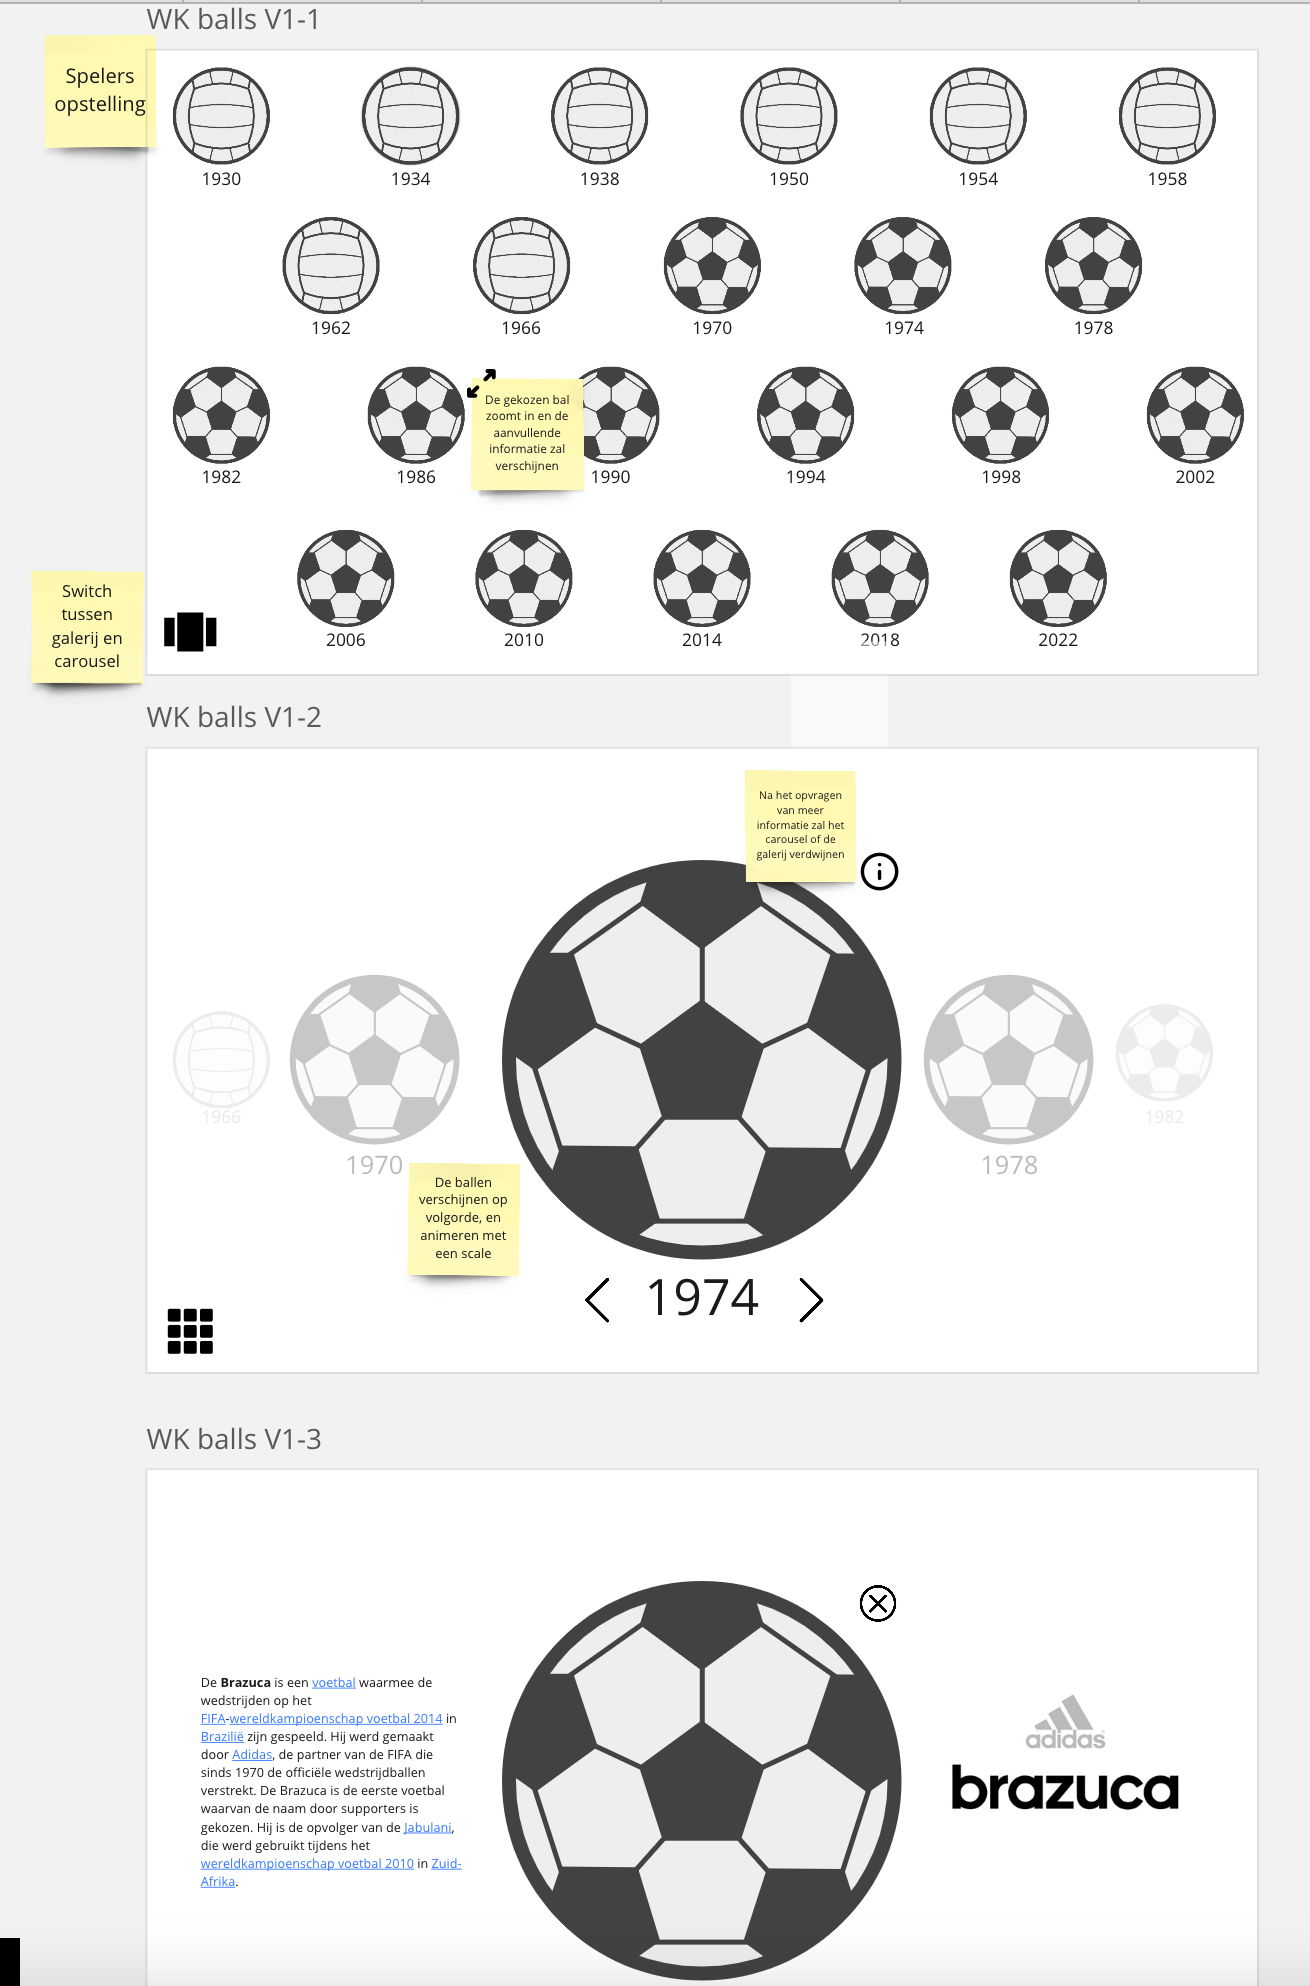 WK balls V1-1
Spelers
opstelling
1930
1934
1938
1950
1954
1958
1962
1966
1970
1974
1978
De gekozen bal
zoomt in en de
aanvullende
informatie zal
verschijnen
1982
1986
1990
1994
1998
2002
Switch
tussen
galerij en
carousel
2006
2010
2014
2018
2022
WK balls V1-2
Na het opvragen
van meer
informatie zal het
carousel of de
galerij verdwijnen
1966
1970
1978
1982
De ballen
verschijnen op
volgorde, en
animeren met
een scale
1974
WK balls V1-3
De Brazuca is een voetbal waarmee de
wedstrijden op het
FIFA-wereldkampioenschap voetbal 2014 in
Brazilië zijn gespeeld. Hij werd gemaakt
door Adidas, de partner van de FIFA die
sinds 1970 de officiële wedstrijdballen
verstrekt. De Brazuca is de eerste voetbal
waarvan de naam door supporters is
gekozen. Hij is de opvolger van de Jabulani,
die werd gebruikt tijdens het
wereldkampioenschap voetbal 2010 in Zuid-
Afrika.
adidas
brazuca